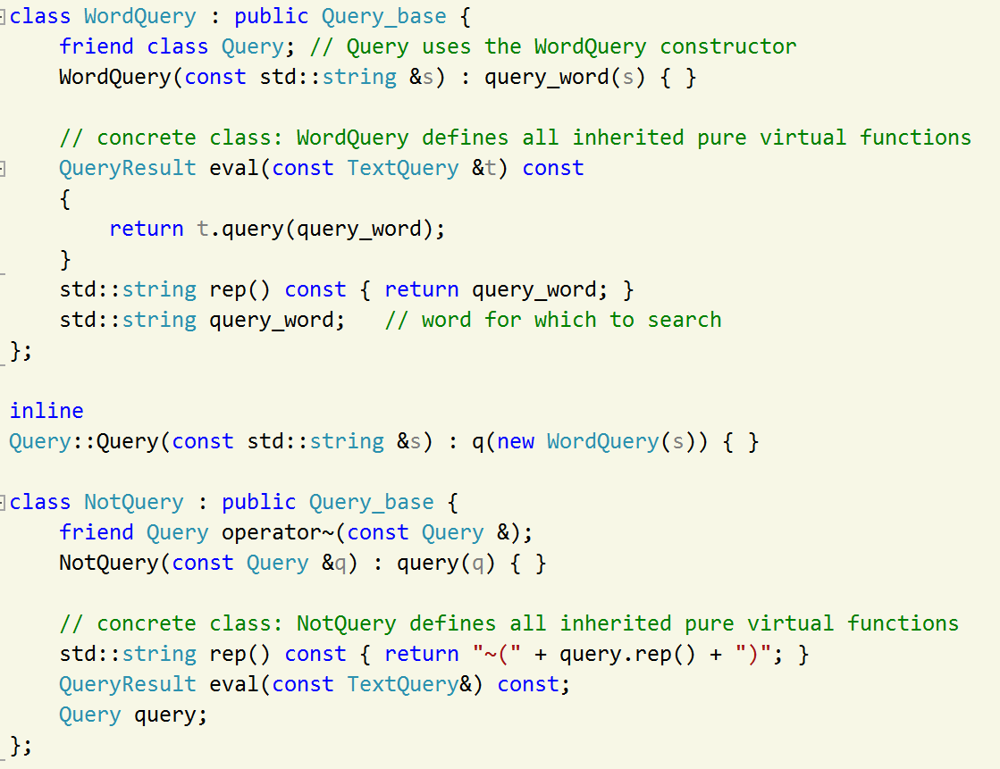 class WordQuery : public Query_base {
    friend class Query; // Query uses the WordQuery constructor
    WordQuery(const std::string &s) : query_word(s) { }

    // concrete class: WordQuery defines all inherited pure virtual functions
    QueryResult eval(const TextQuery &t) const
    {
        return t.query(query_word);
    }
    std::string rep() const { return query_word; }
    std::string query_word;   // word for which to search
};

inline
Query::Query(const std::string &s) : q(new WordQuery(s)) { }

class NotQuery : public Query_base {
    friend Query operator~(const Query &);
    NotQuery(const Query &q) : query(q) { }

    // concrete class: NotQuery defines all inherited pure virtual functions
    std::string rep() const { return "~(" + query.rep() + ")"; }
    QueryResult eval(const TextQuery&) const;
    Query query;
};